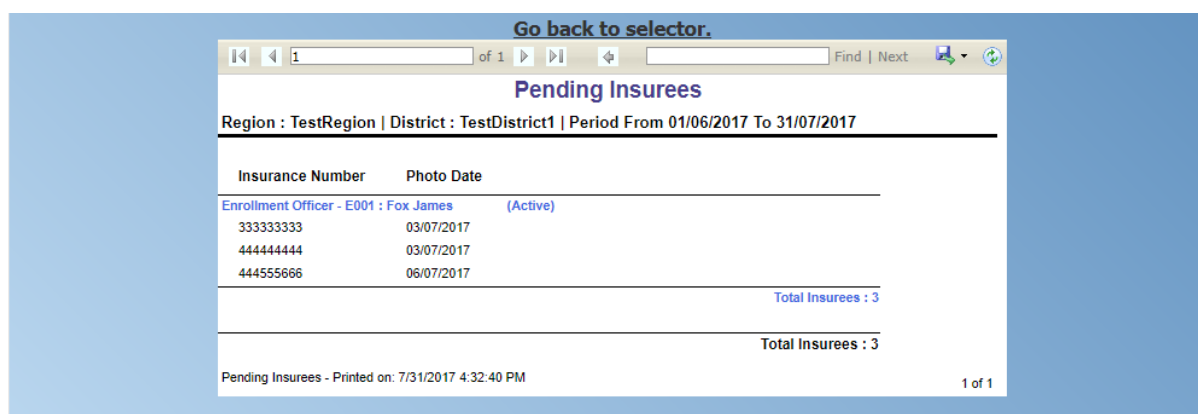 Go back to selector.
1 of 1 Find | Next
Pending Insurees
Region : TestRegion | District : TestDistrict1 | Period From 01/06/2017 To 31/07/2017
Insurance Number Photo Date
Enrollment Officer - E001 : Fox James (Active)
333333333 03/07/2017
444444444 03/07/2017
444555666 06/07/2017
Total Insurees : 3
Total Insurees : 3
Pending Insurees - Printed on: 7/31/2017 4:32:40 PM
1 of 1